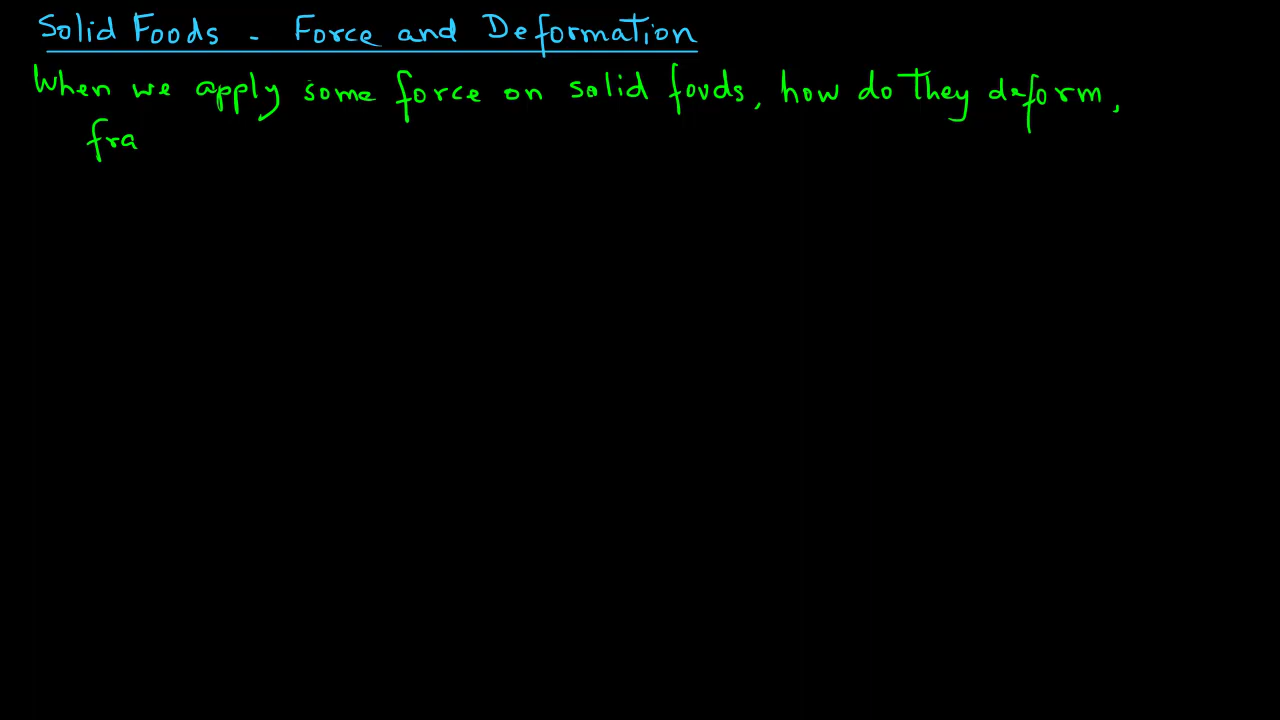 Solid Foods - Force and Deformation
When we apply some force on solid foods, how do they deform,
fra